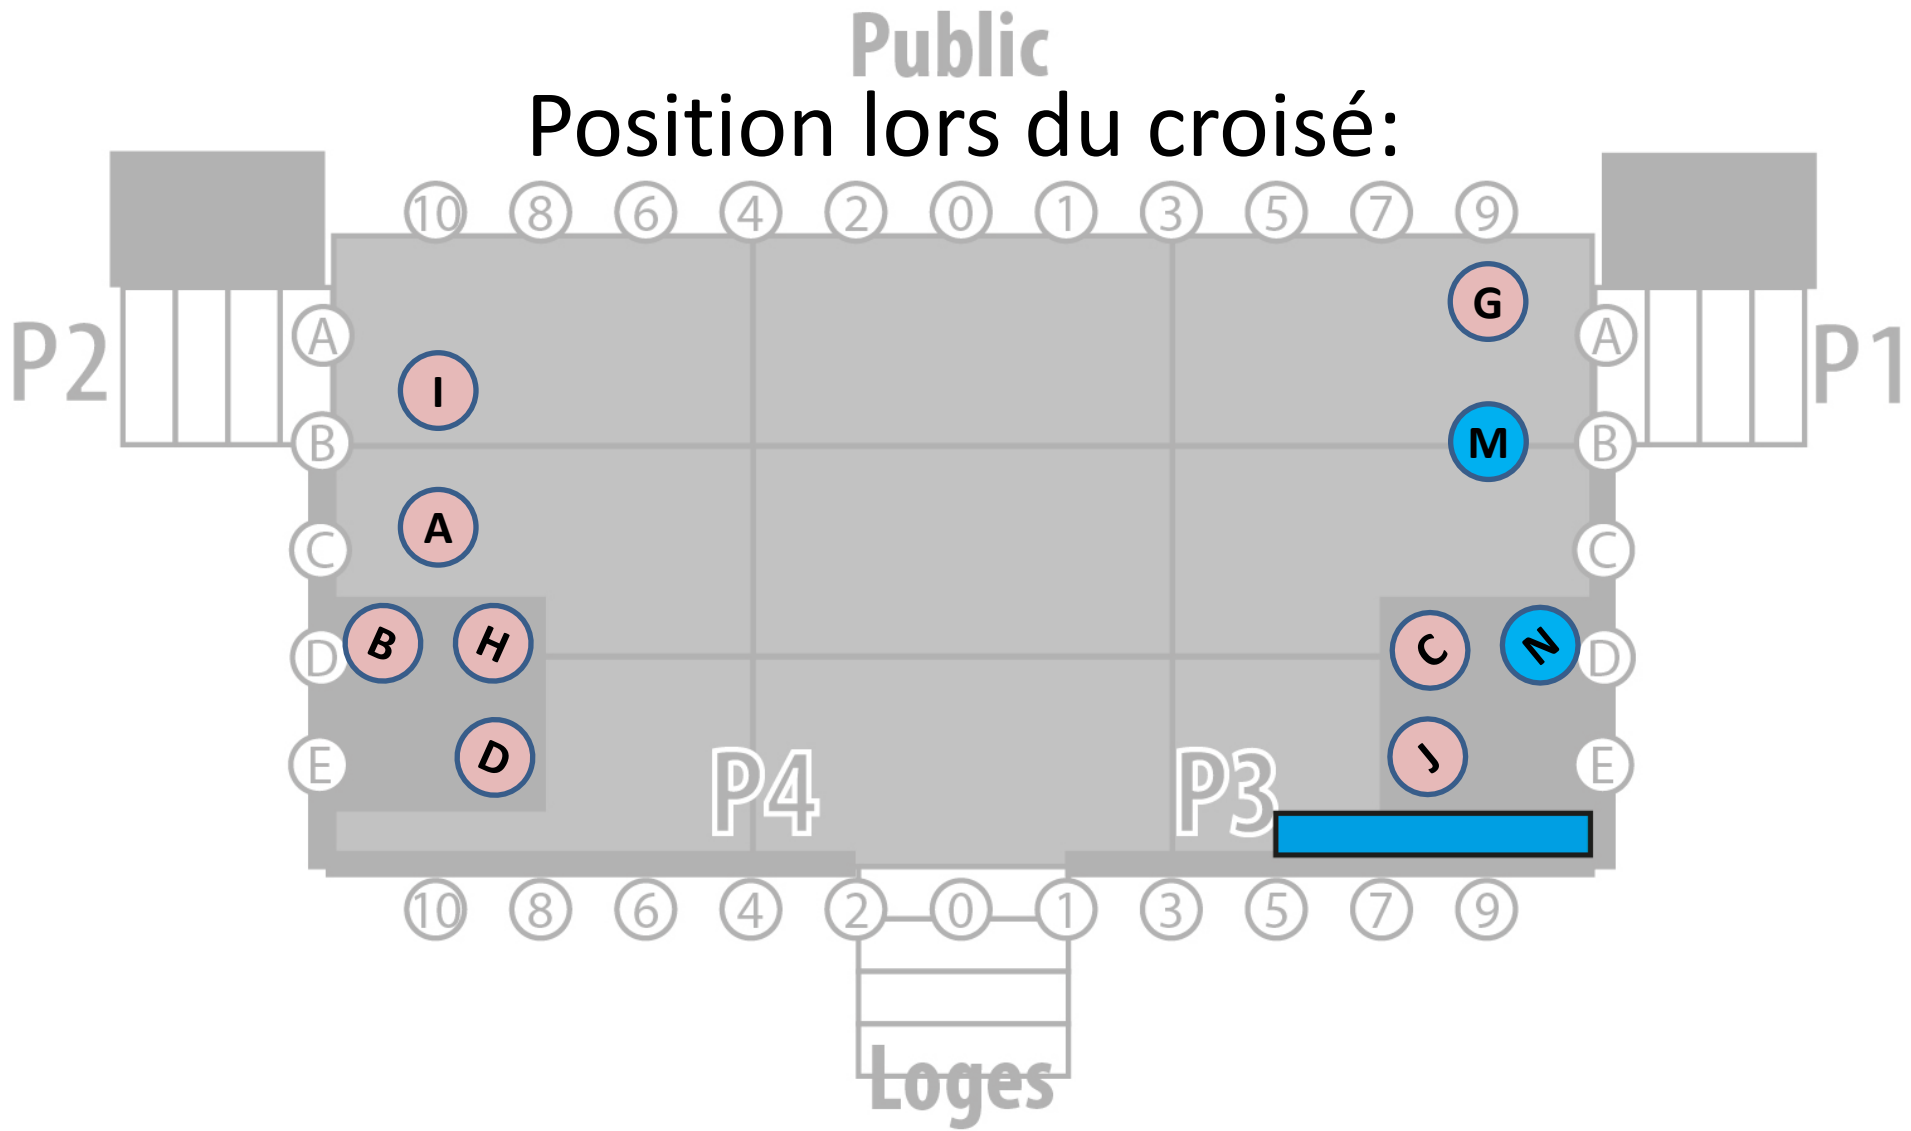 Public
Position lors du croisé:
10 8 6 4 2 0 1 3 5 7 9
G
P2 A A P1
I
B M B
A
C C
D B H C N D
E D J E
P4 P3
10 8 6 4 2 0 1 3 5 7 9
Loges